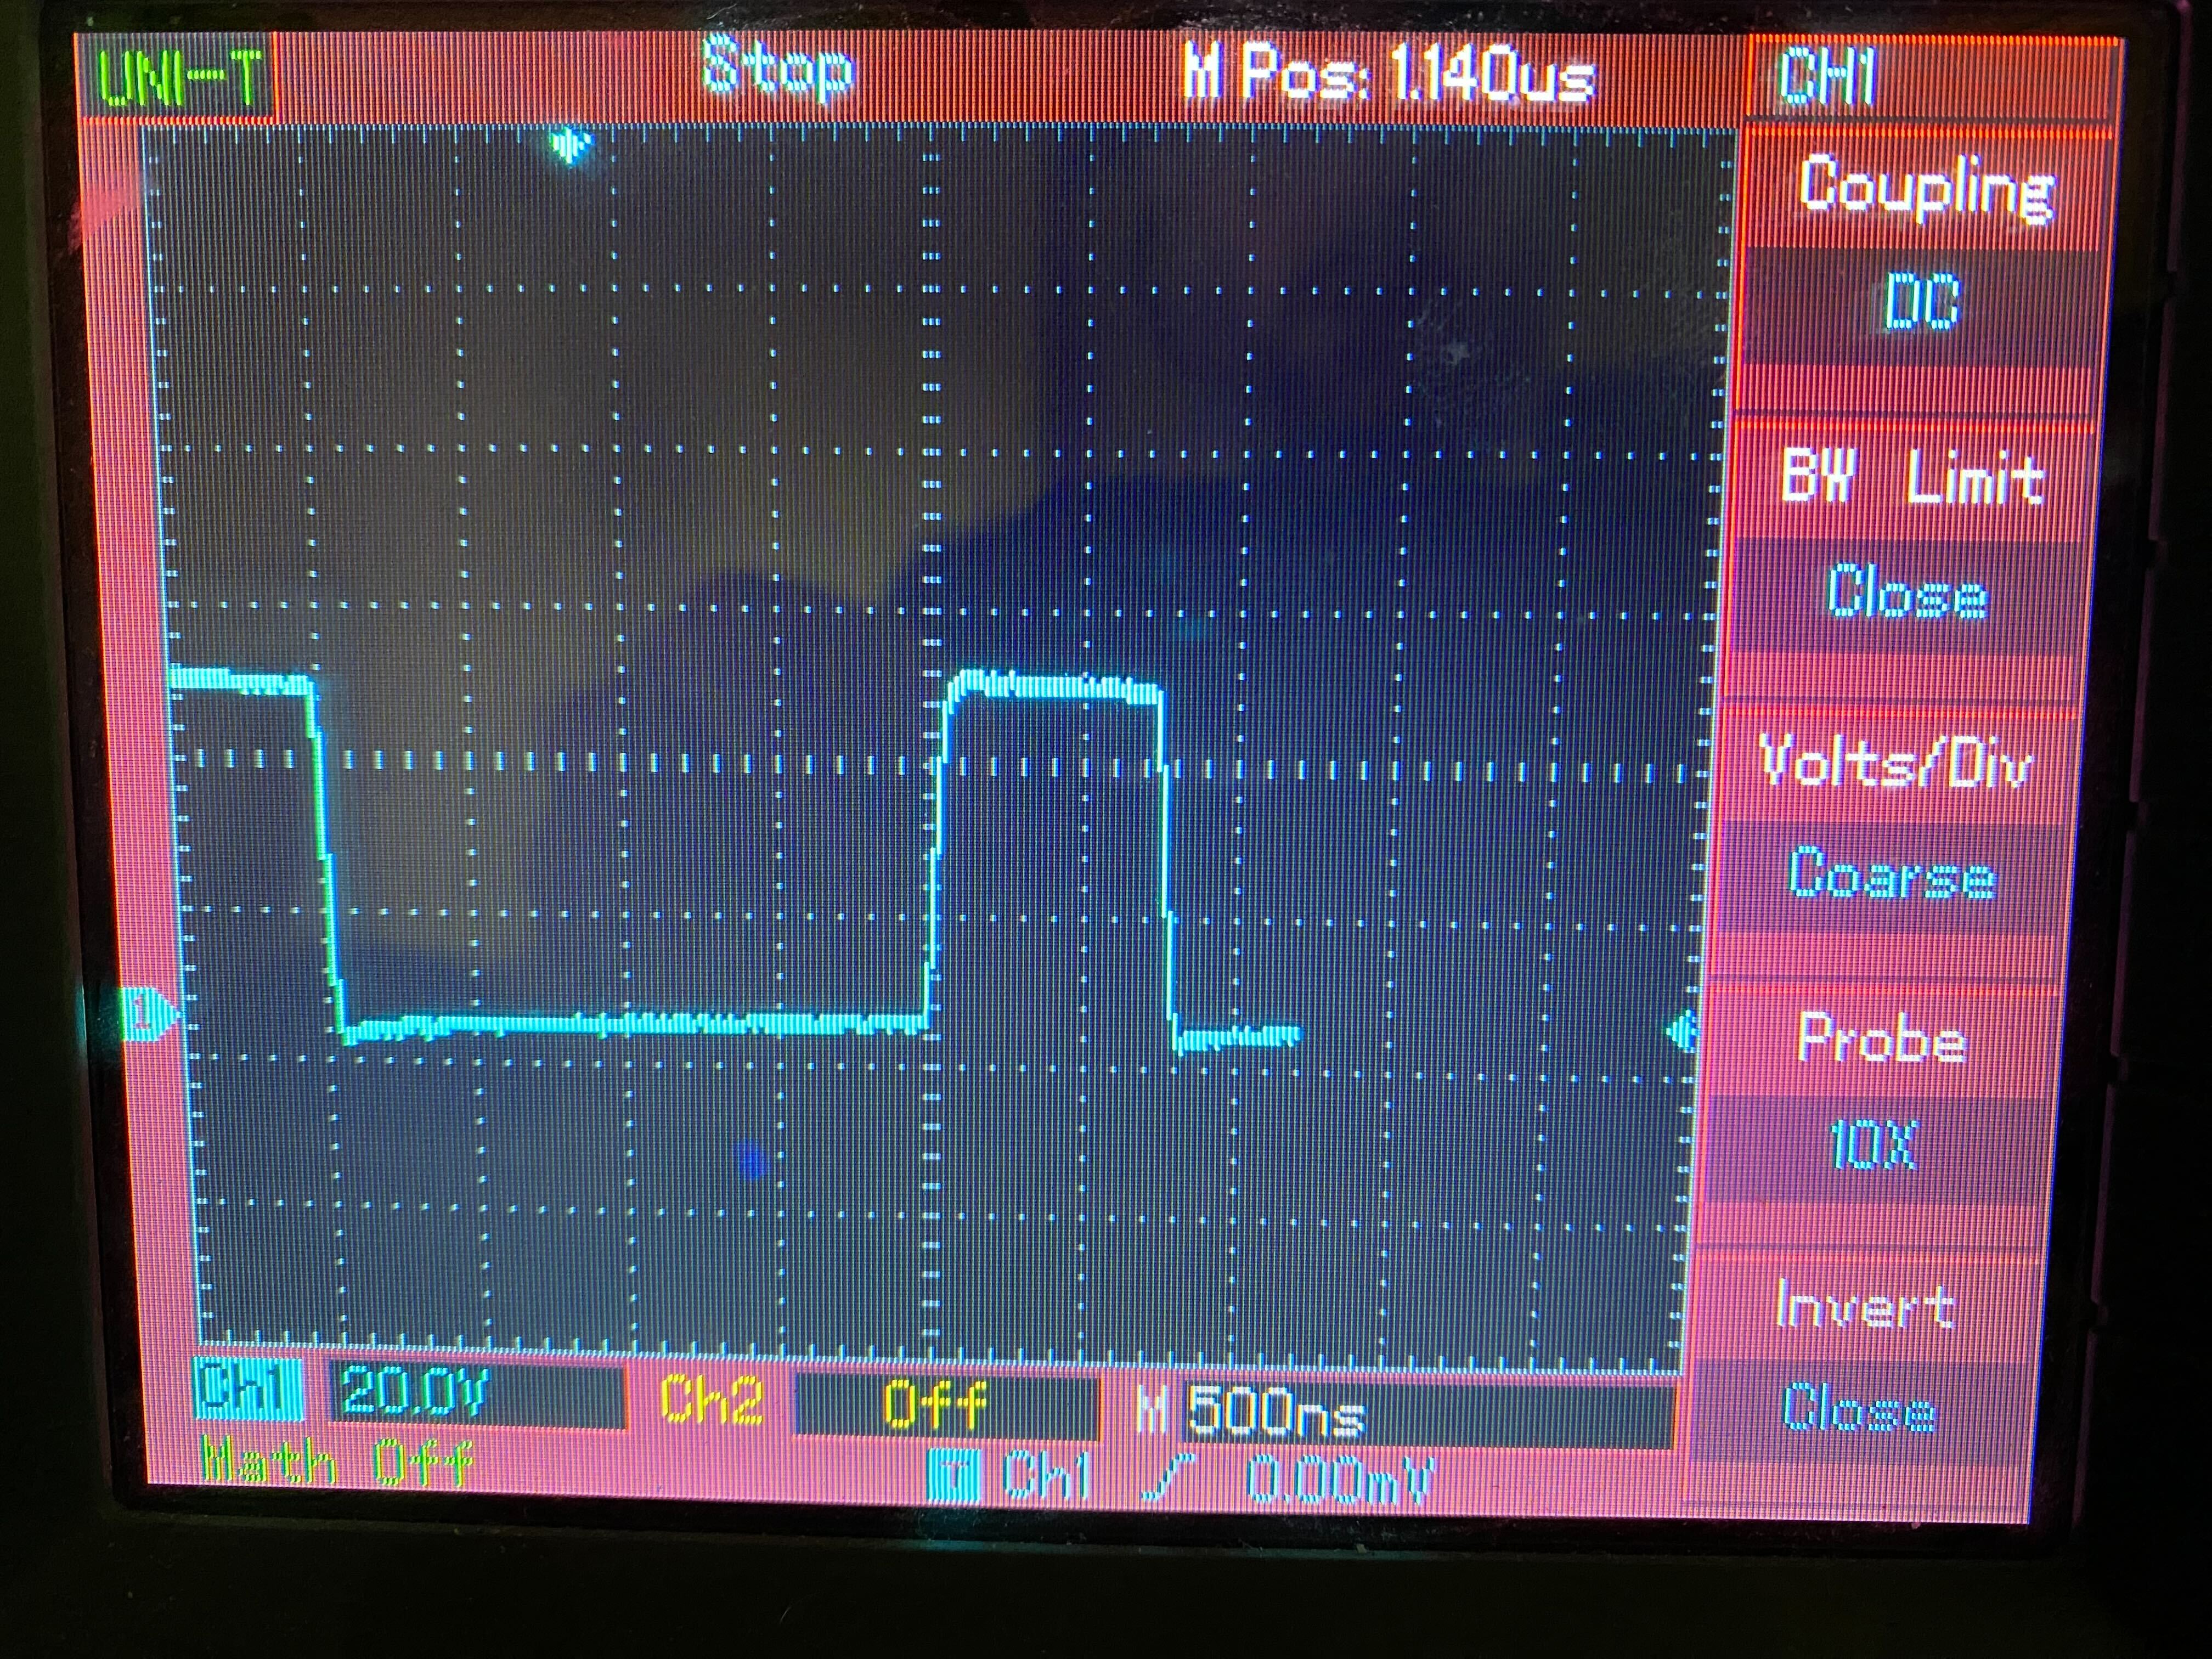 UNI-T Stop M Pos: 1.140us CH1
Coupling
DC
BW Limit
Close
Volts/Div
Coarse
1
Probe
10X
Invert
Close
Ch1 20.0V Ch2 Off M 500ns
Math Off T Ch1 0.00mV